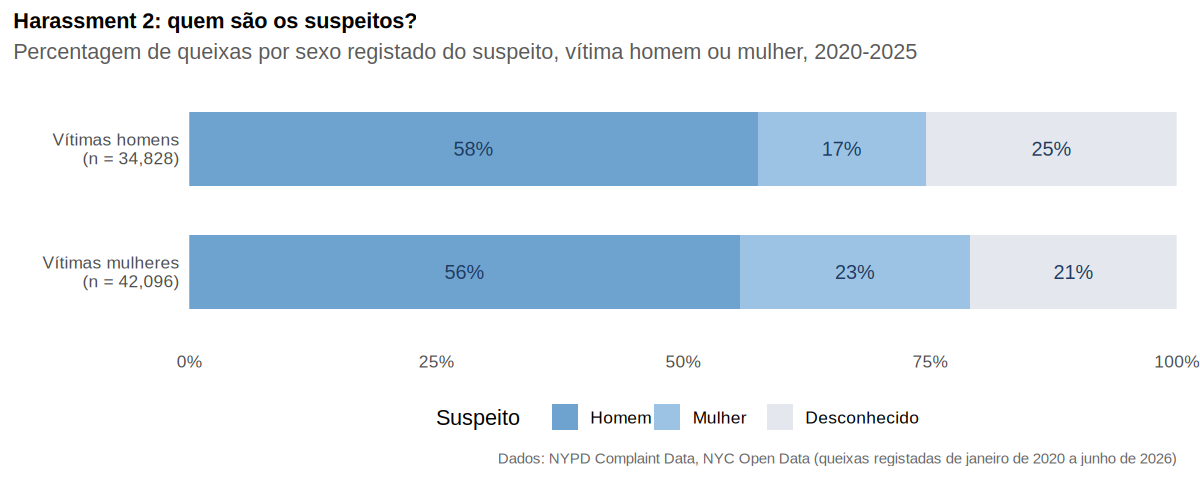 Harassment 2: quem são os suspeitos?
Percentagem de queixas por sexo registado do suspeito, vítima homem ou mulher, 2020-2025
Vítimas homens
(n = 34,828)
58%
17%
25%
Vítimas mulheres
(n = 42,096)
56%
23%
21%
0%
25%
50%
75%
100%
Suspeito
Homem
Mulher
Desconhecido
Dados: NYPD Complaint Data, NYC Open Data (queixas registadas de janeiro de 2020 a junho de 2026)